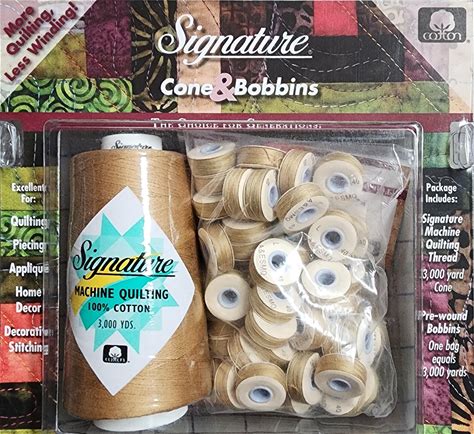 More
Quilting,
Less Winding!
Signature®
Cone&Bobbins
THE CHOICE FOR GENERATIONS.
cotton
Excellent
For:
Quilting
Piecing
Applique
Home
Decor
Decorative
Stitching
Signature
Signature
MACHINE QUILTING
100% COTTON
3,000 YDS.
cotton
Package
Includes:
Signature
Machine
Quilting
Thread
3,000 yard
Cone
Pre-wound
Bobbins
One bag
equals
3,000 yards